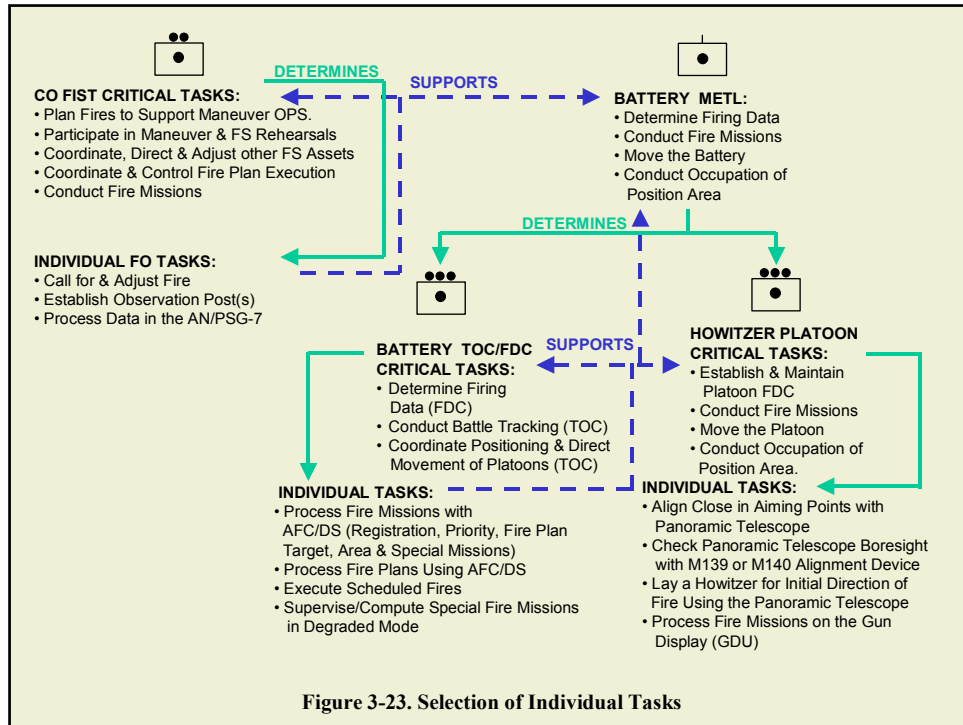 DETERMINES
SUPPORTS
CO FIST CRITICAL TASKS:
• Plan Fires to Support Maneuver OPS.
• Participate in Maneuver & FS Rehearsals
• Coordinate, Direct & Adjust other FS Assets
• Coordinate & Control Fire Plan Execution
• Conduct Fire Missions
BATTERY METL:
• Determine Firing Data
• Conduct Fire Missions
• Move the Battery
• Conduct Occupation of
Position Area
DETERMINES
INDIVIDUAL FO TASKS:
• Call for & Adjust Fire
• Establish Observation Post(s)
• Process Data in the AN/PSG-7
BATTERY TOC/FDC
CRITICAL TASKS:
• Determine Firing
Data (FDC)
• Conduct Battle Tracking (TOC)
• Coordinate Positioning & Direct
Movement of Platoons (TOC)
SUPPORTS
HOWITZER PLATOON
CRITICAL TASKS:
• Establish & Maintain
Platoon FDC
• Conduct Fire Missions
• Move the Platoon
• Conduct Occupation of
Position Area.
INDIVIDUAL TASKS:
• Process Fire Missions with
AFC/DS (Registration, Priority, Fire Plan
Target, Area & Special Missions)
• Process Fire Plans Using AFC/DS
• Execute Scheduled Fires
• Supervise/Compute Special Fire Missions
in Degraded Mode
INDIVIDUAL TASKS:
• Align Close in Aiming Points with
Panoramic Telescope
• Check Panoramic Telescope Boresight
with M139 or M140 Alignment Device
• Lay a Howitzer for Initial Direction of
Fire Using the Panoramic Telescope
• Process Fire Missions on the Gun
Display (GDU)
Figure 3-23. Selection of Individual Tasks